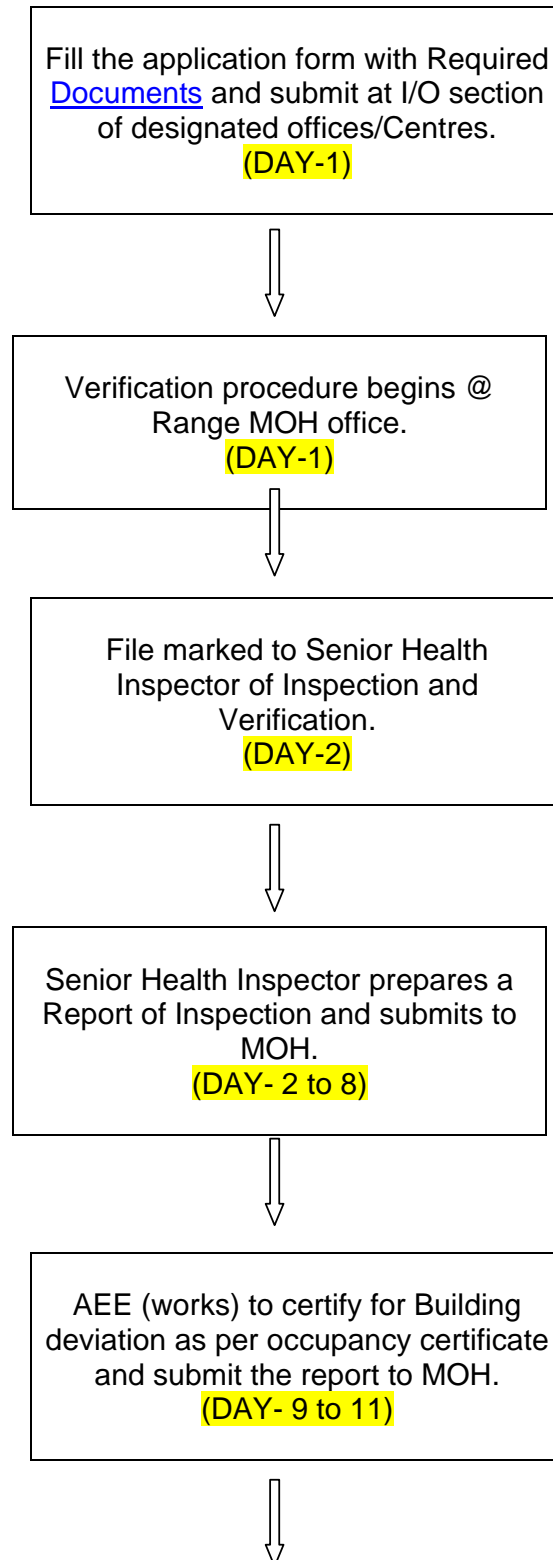 Fill the application form with Required
Documents and submit at I/O section
of designated offices/Centres.
(DAY-1)
Verification procedure begins @
Range MOH office.
(DAY-1)
File marked to Senior Health
Inspector of Inspection and
Verification.
(DAY-2)
Senior Health Inspector prepares a
Report of Inspection and submits to
MOH.
(DAY- 2 to 8)
AEE (works) to certify for Building
deviation as per occupancy certificate
and submit the report to MOH.
(DAY- 9 to 11)